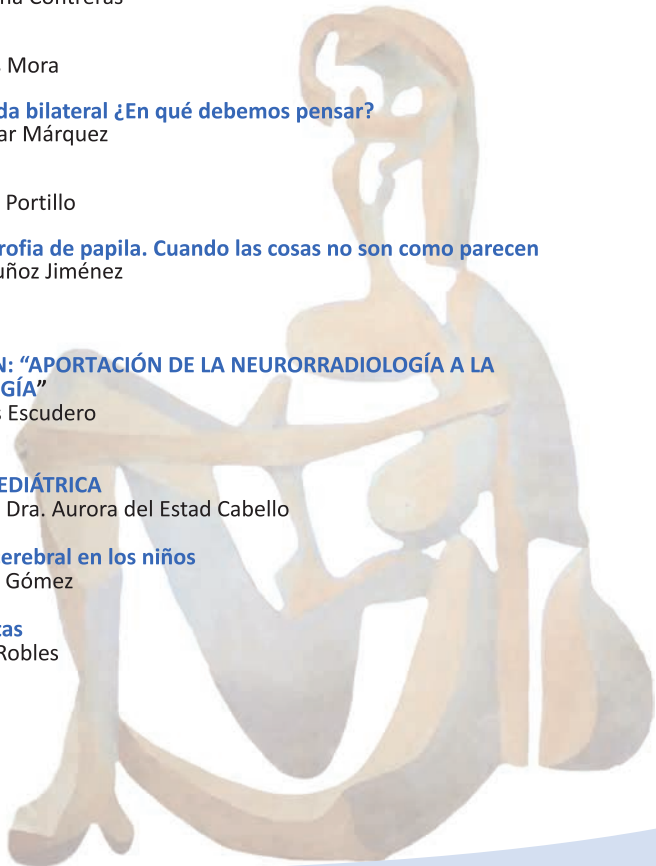 Mora
da bilateral ¿En qué debemos pensar?
ar Márquez
Portillo
rofia de papila. Cuando las cosas no son como parecen
uñoz Jiménez
N: “APORTACIÓN DE LA NEURORRADIOLOGÍA A LA
GÍA”
s Escudero
EDIÁTRICA
Dra. Aurora del Estad Cabello
erebral en los niños
Gómez
tas
Robles